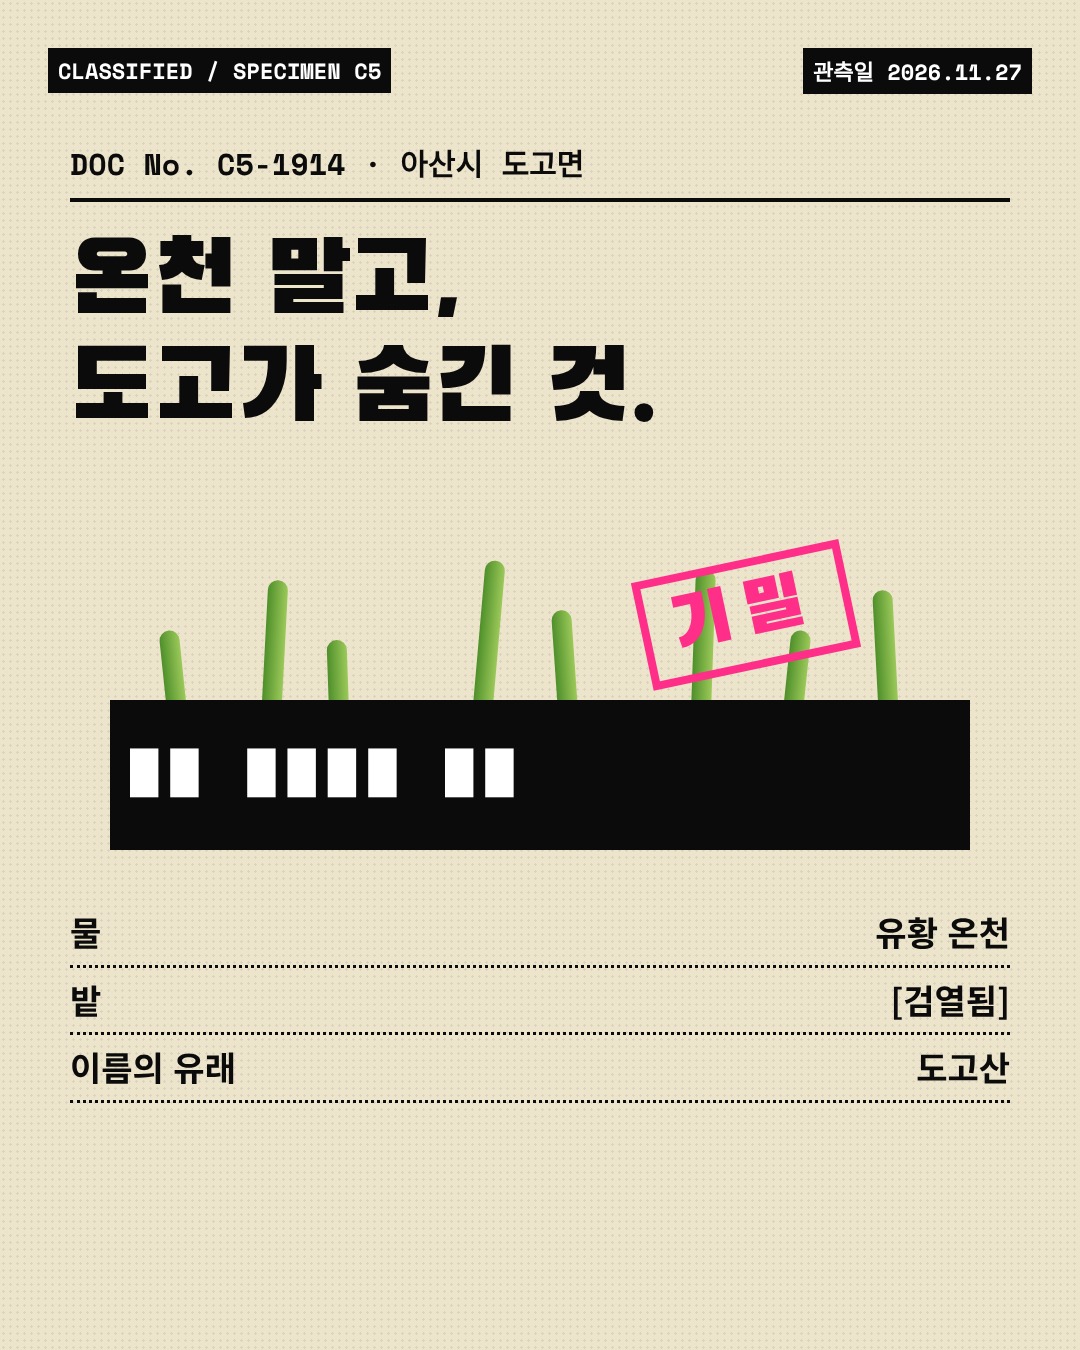 CLASSIFIED / SPECIMEN C5
관측일 2026.11.27
DOC No. C5-1914 · 아산시 도고면
온천 말고,
도고가 숨긴 것.
기밀
██ ████ ██
물 유황 온천
밭 [검열됨]
이름의 유래 도고산